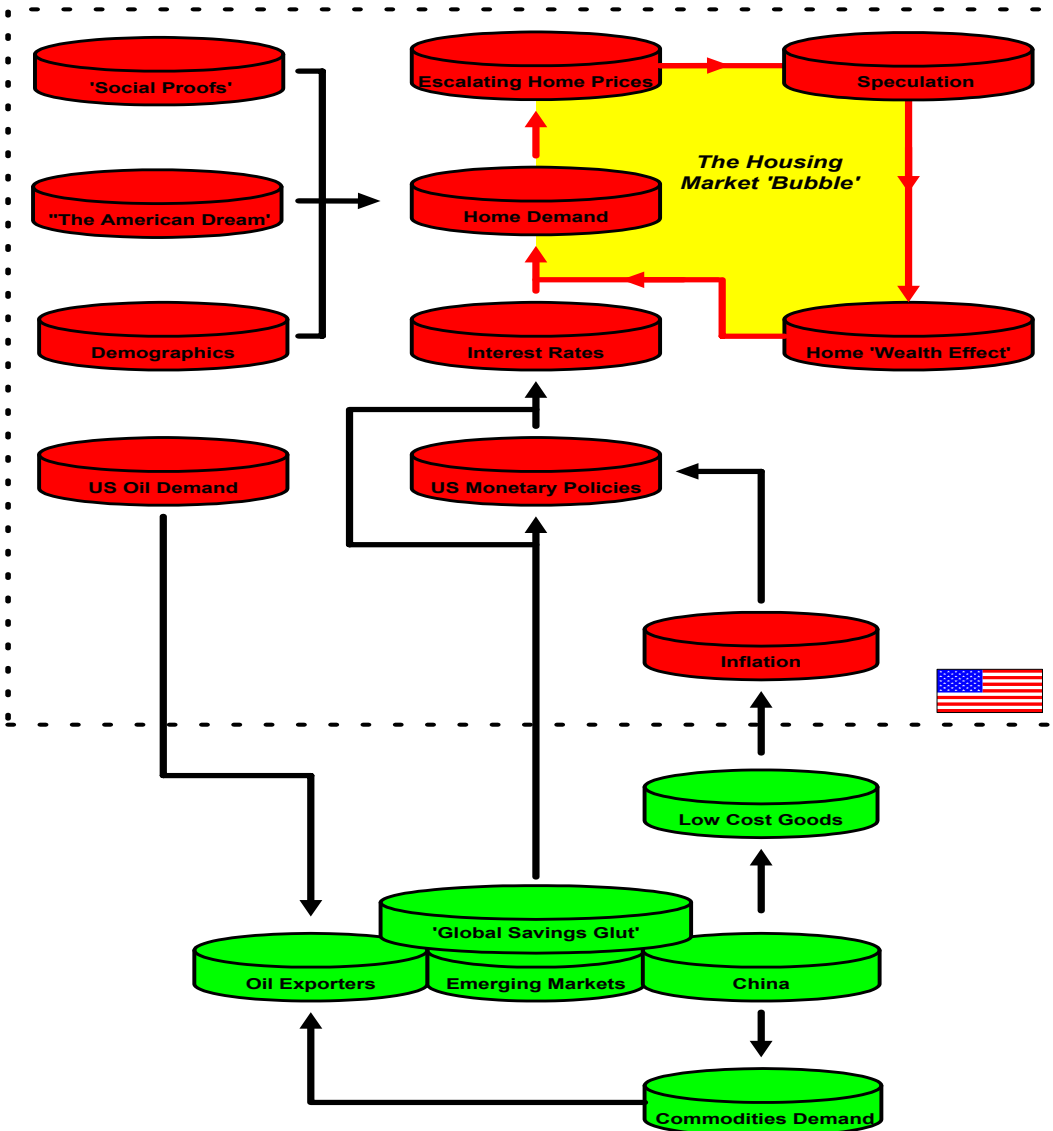 'Social Proofs'
Escalating Home Prices
Speculation
The Housing
Market 'Bubble'
"The American Dream'
Home Demand
Demographics
Interest Rates
Home 'Wealth Effect'
US Oil Demand
US Monetary Policies
Inflation
Low Cost Goods
'Global Savings Glut'
Oil Exporters
Emerging Markets
China
Commodities Demand